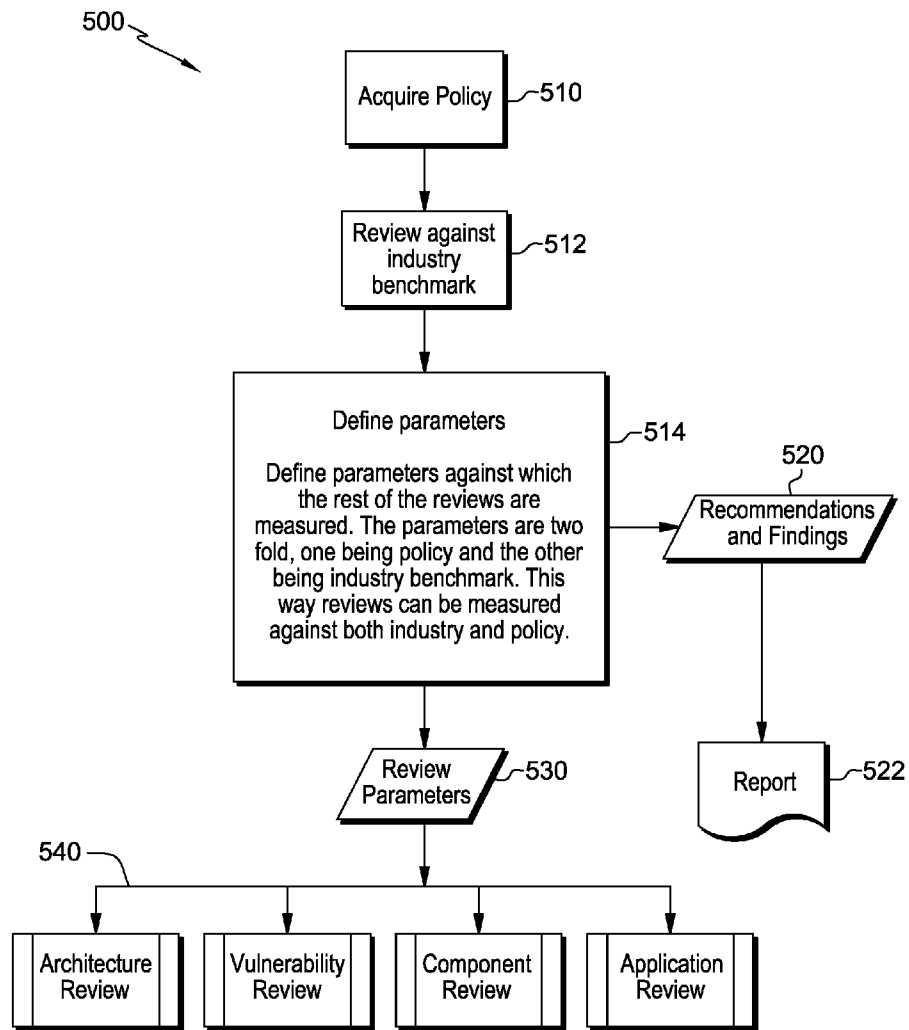 500
Acquire Policy
510
Review against
industry
benchmark
512
Define parameters
Define parameters against which
the rest of the reviews are
measured. The parameters are two
fold, one being policy and the other
being industry benchmark. This
way reviews can be measured
against both industry and policy.
514
520
Recommendations
and Findings
Review
Parameters
530
Report
522
540
Architecture
Review
Vulnerability
Review
Component
Review
Application
Review